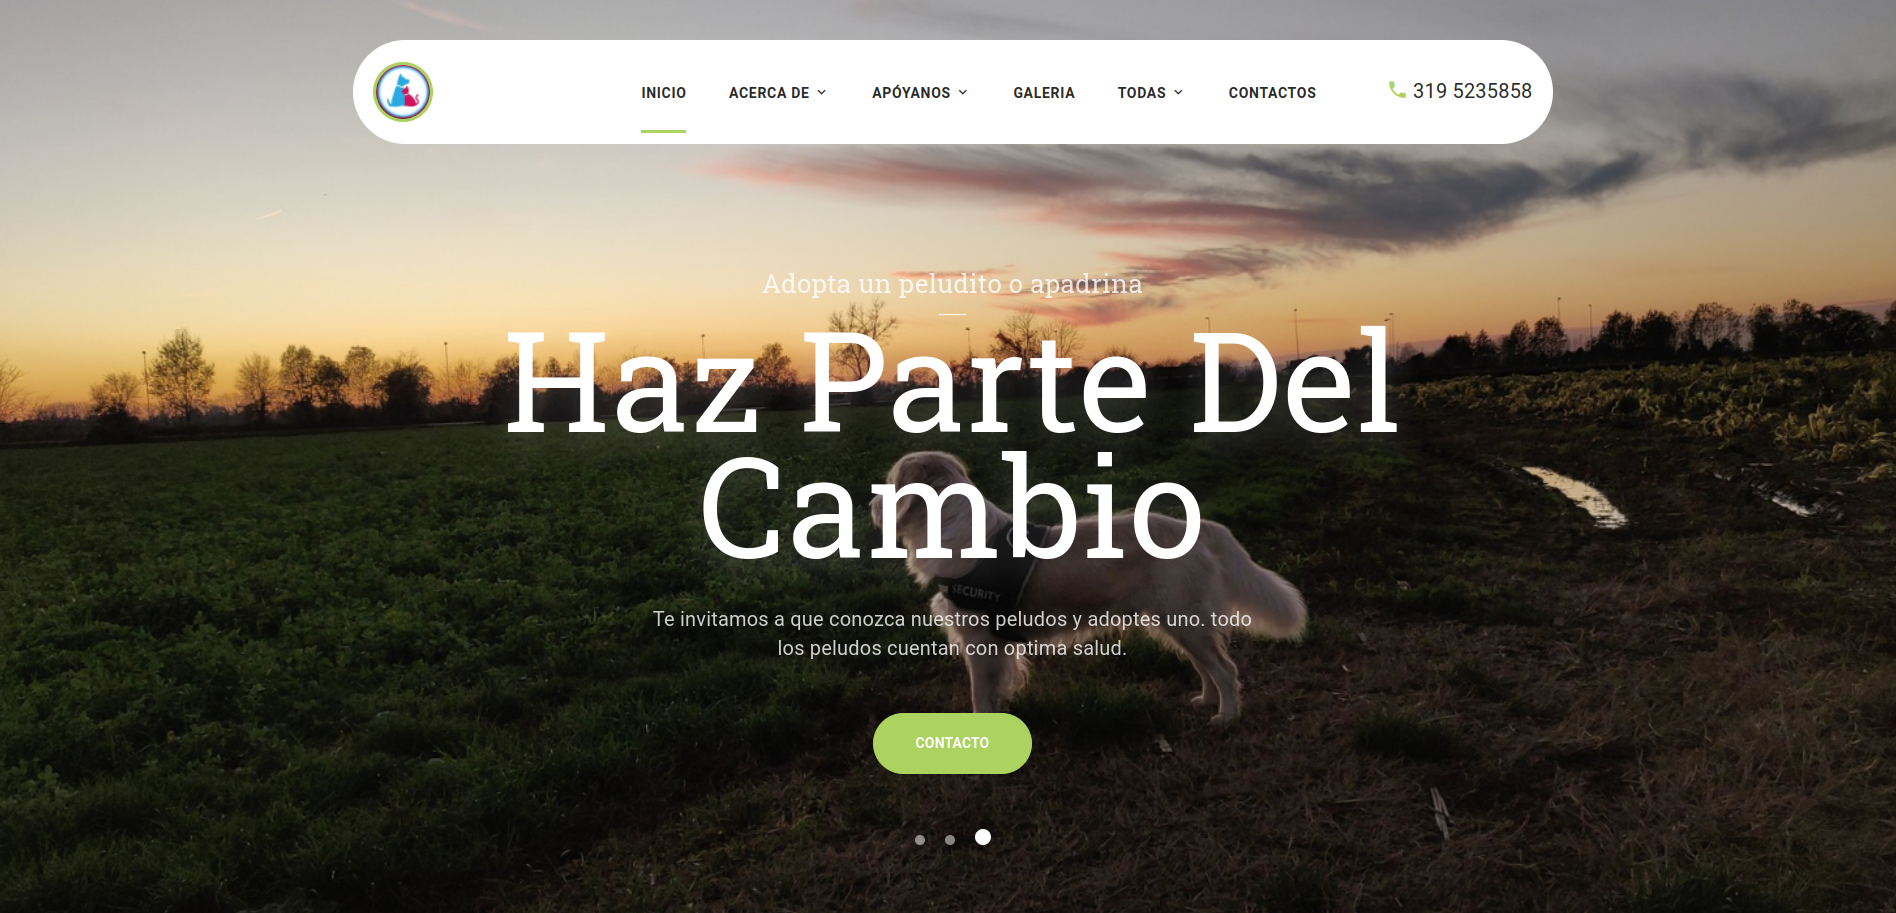 INICIO ACERCA DE APÓYANOS GALERIA TODAS CONTACTOS 319 5235858
Adopta un peludito o apadrina
Haz Parte Del
Cambio
SECURITY
Te invitamos a que conozca nuestros peludos y adoptes uno. todo
los peludos cuentan con optima salud.
CONTACTO